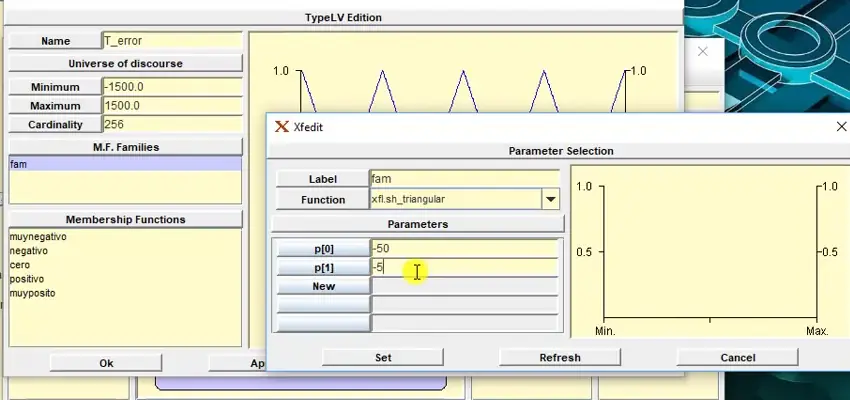 TypeLV Edition
Name T_error
Universe of discourse
Minimum -1500.0
Maximum 1500.0
Cardinality 256
M.F. Families
fam
Membership Functions
muynegativo
negativo
cero
positivo
muyposito
Ok Ap
1.0 1.0
Xfedit
Parameter Selection
Label fam
Function xfl.sh_triangular
Parameters
p[0] -50
p[1] -5
New
Set Refresh Cancel
1.0 1.0
0.5 0.5
Min. Max.